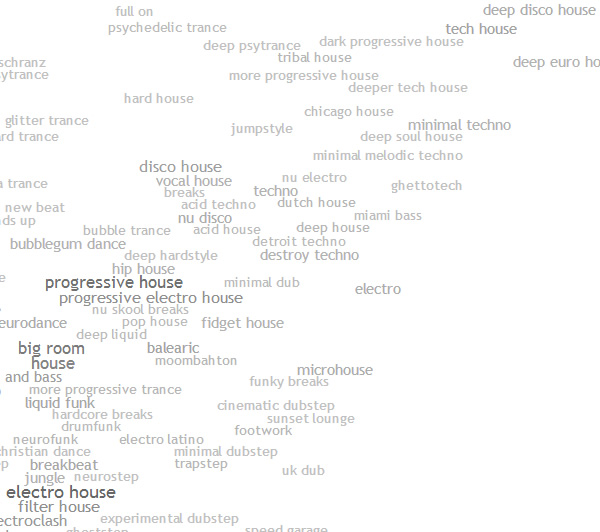 full on
deep disco house
psychedelic trance
tech house
deep psytrance
dark progressive house
tribal house
schranz
deep euro ho
ytrance
more progressive house
deeper tech house
hard house
chicago house
glitter trance
minimal techno
jumpstyle
rd trance
deep soul house
minimal melodic techno
disco house
nu electro
vocal house
a trance
ghettotech
breaks
techno
acid techno
dutch house
new beat
miami bass
nds up
nu disco
deep house
bubble trance
acid house
bubblegum dance
detroit techno
deep hardstyle
destroy techno
hip house
e
progressive house
minimal dub
electro
progressive electro house
nu skool breaks
eurodance
pop house
fidget house
deep liquid
big room
balearic
moombahton
house
microhouse
and bass
funky breaks
more progressive trance
liquid funk
cinematic dubstep
hardcore breaks
sunset lounge
drumfunk
footwork
neurofunk
electro latino
christian dance
minimal dubstep
ep
breakbeat
trapstep
uk dub
jungle
neurostep
electro house
filter house
ectroclash
experimental dubstep
ghoststep
speed garage